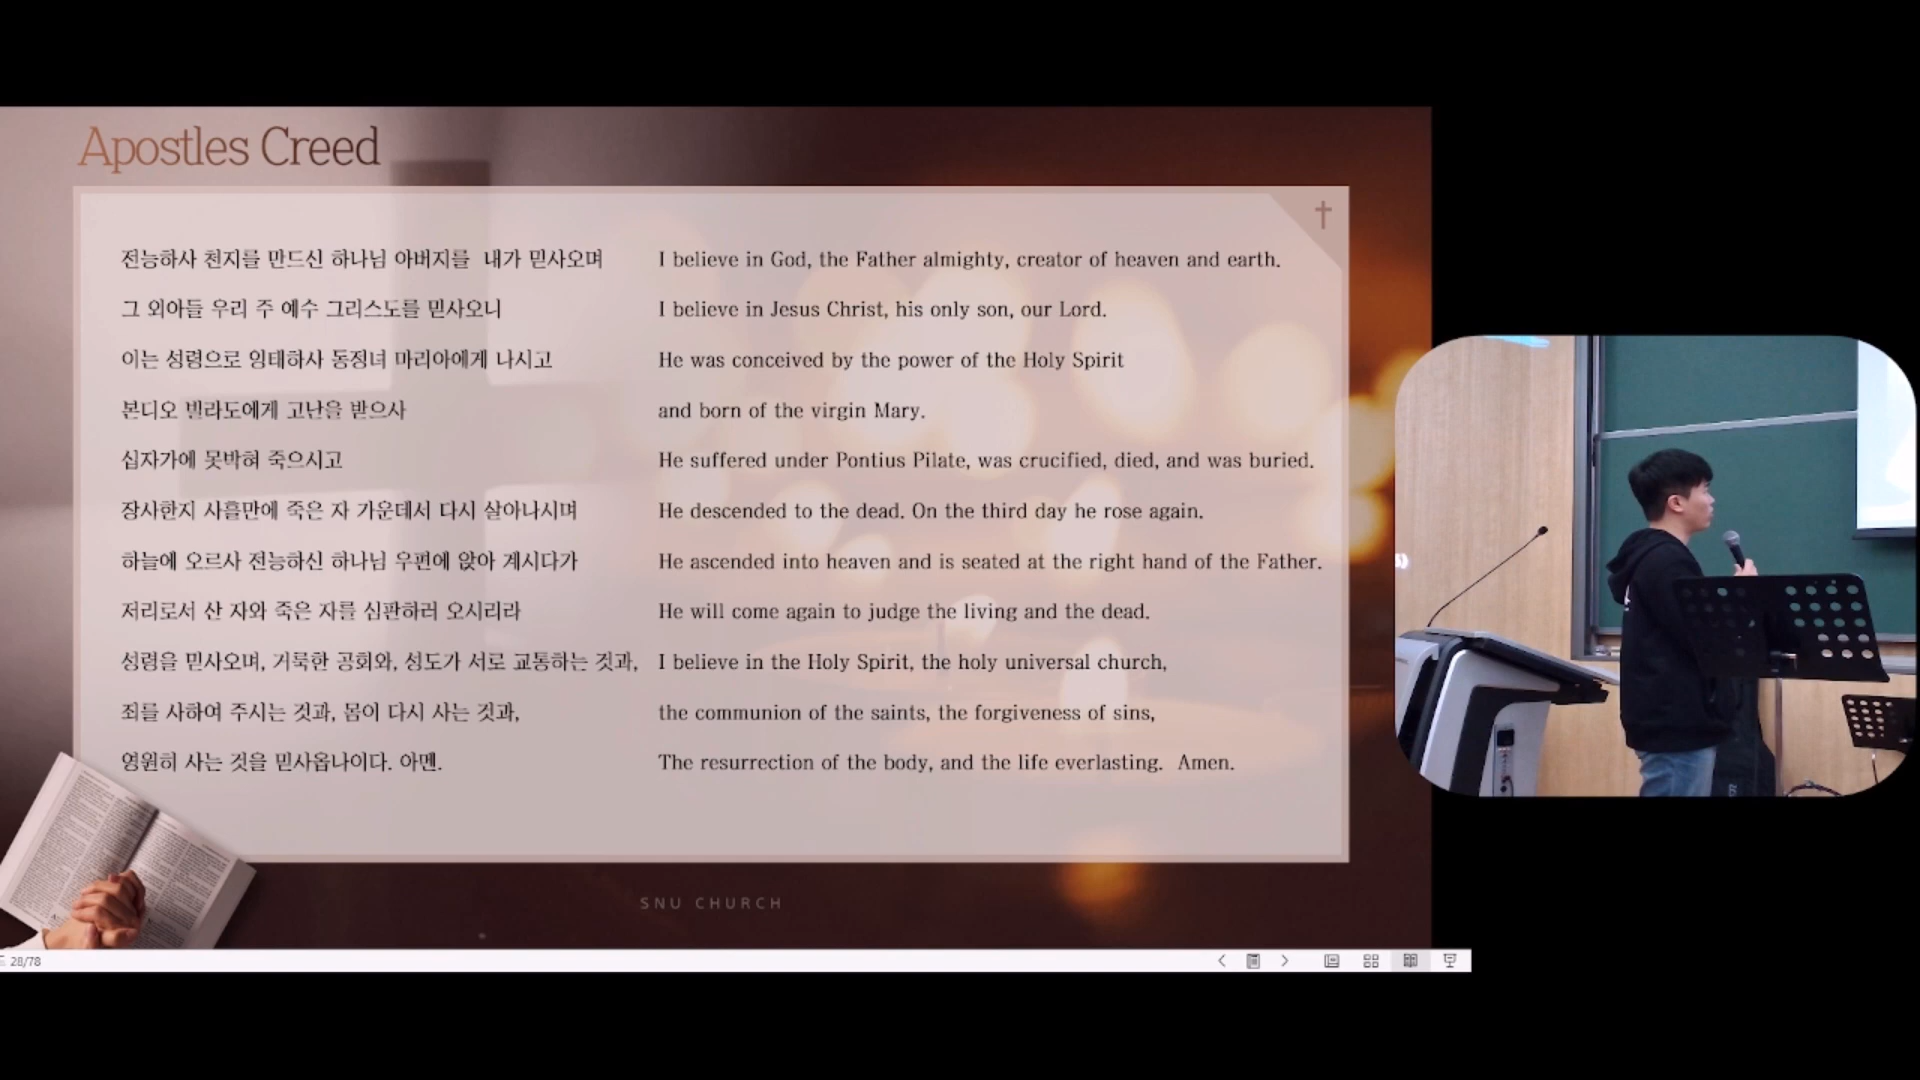 Apostles Creed
전능하사 천지를 만드신 하나님 아버지를 내가 믿사오며
I believe in God, the Father almighty, creator of heaven and earth.
그 외아들 우리 주 예수 그리스도를 믿사오니
I believe in Jesus Christ, his only son, our Lord.
이는 성령으로 잉태하사 동정녀 마리아에게 나시고
He was conceived by the power of the Holy Spirit
본디오 빌라도에게 고난을 받으사
and born of the virgin Mary.
십자가에 못박혀 죽으시고
He suffered under Pontius Pilate, was crucified, died, and was buried.
장사한지 사흘만에 죽은 자 가운데서 다시 살아나시며
He descended to the dead. On the third day he rose again.
하늘에 오르사 전능하신 하나님 우편에 앉아 계시다가
He ascended into heaven and is seated at the right hand of the Father.
저리로서 산 자와 죽은 자를 심판하러 오시리라
He will come again to judge the living and the dead.
성령을 믿사오며, 거룩한 공회와, 성도가 서로 교통하는 것과,
I believe in the Holy Spirit, the holy universal church,
죄를 사하여 주시는 것과, 몸이 다시 사는 것과,
the communion of the saints, the forgiveness of sins,
영원히 사는 것을 믿사옵나이다. 아멘.
The resurrection of the body, and the life everlasting. Amen.
SNU CHURCH
28/78